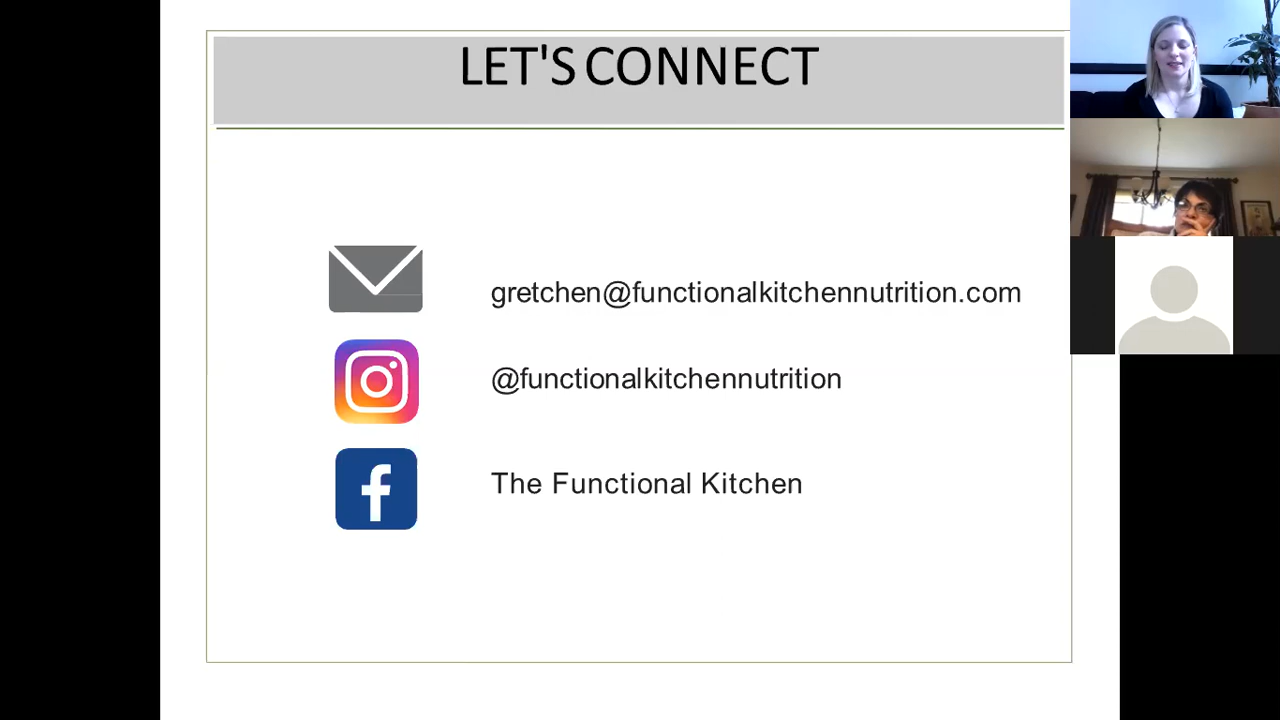 LET'S CONNECT
gretchen@functionalkitchennutrition.com
@functionalkitchennutrition
The Functional Kitchen